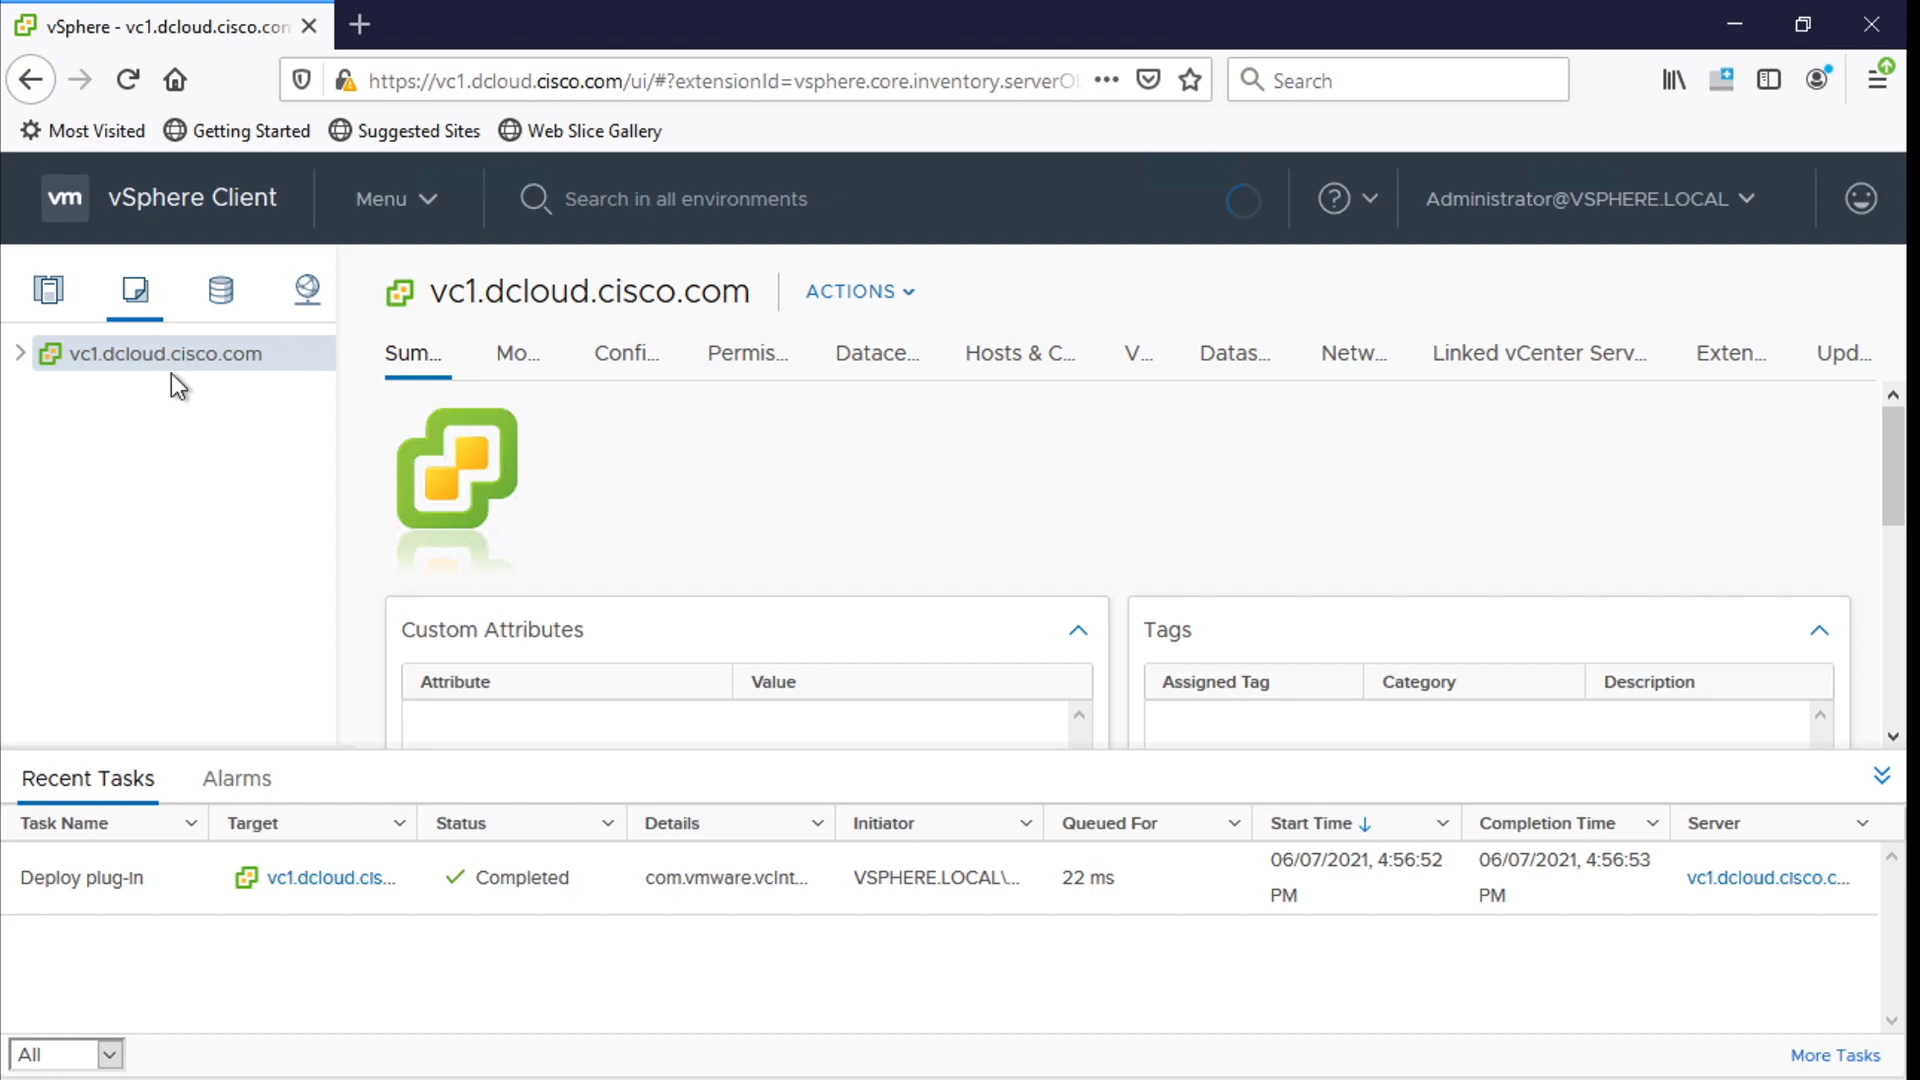 vSphere - vc1.dcloud.cisco.con
https://vc1.dcloud.cisco.com/ui/#?extensionId=vsphere.core.inventory.serverOb
Search
Most Visited
Getting Started
Suggested Sites
Web Slice Gallery
vm
vSphere Client
Menu
Search in all environments
Administrator@VSPHERE.LOCAL
vc1.dcloud.cisco.com
vc1.dcloud.cisco.com
ACTIONS
Sum...
Mo...
Confi...
Permis...
Datace...
Hosts & C...
V...
Datas...
Netw...
Linked vCenter Serv...
Exten...
Upd...
Custom Attributes
Attribute
Value
Tags
Assigned Tag
Category
Description
Recent Tasks
Alarms
Task Name
Target
Status
Details
Initiator
Queued For
Start Time
Completion Time
Server
Deploy plug-in
vc1.dcloud.cis...
Completed
com.vmware.vcInt...
VSPHERE.LOCAL\...
22 ms
06/07/2021, 4:56:52
PM
06/07/2021, 4:56:53
PM
vc1.dcloud.cisco.c...
All
More Tasks